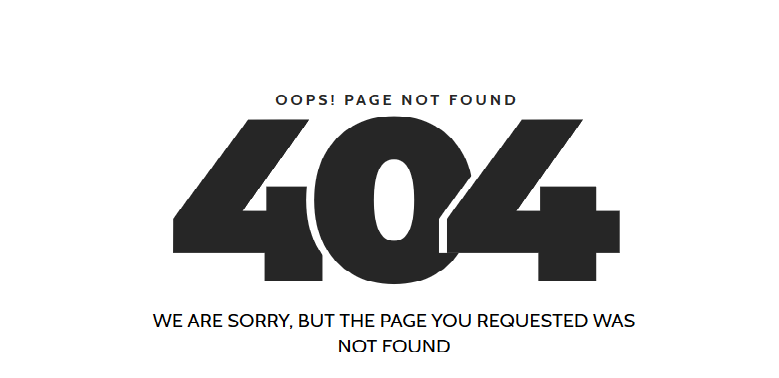 OOPS! PAGE NOT FOUND
404
WE ARE SORRY, BUT THE PAGE YOU REQUESTED WAS
NOT FOUND